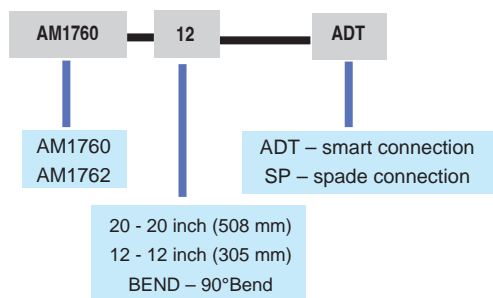 AM1760 12 ADT
AM1760
AM1762
ADT – smart connection
SP – spade connection
20 - 20 inch (508 mm)
12 - 12 inch (305 mm)
BEND – 90°Bend